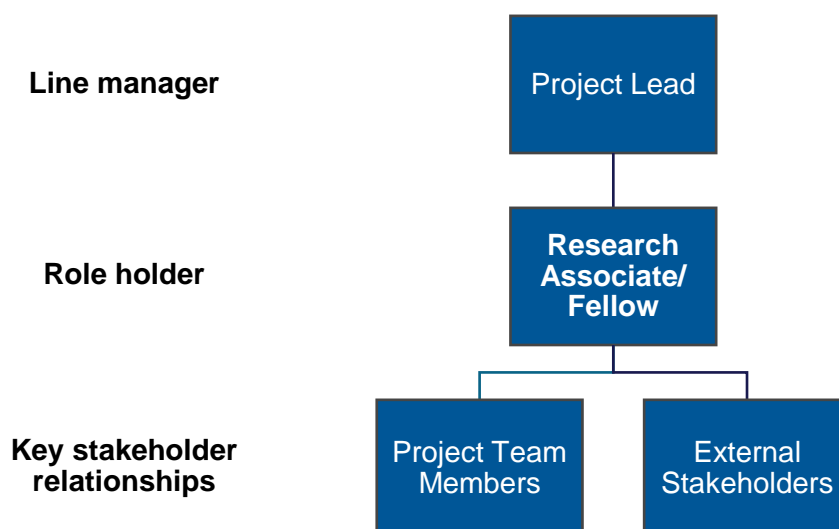 Line manager
Project Lead
Role holder
Research
Associate/
Fellow
Key stakeholder
relationships
Project Team
Members
External
Stakeholders